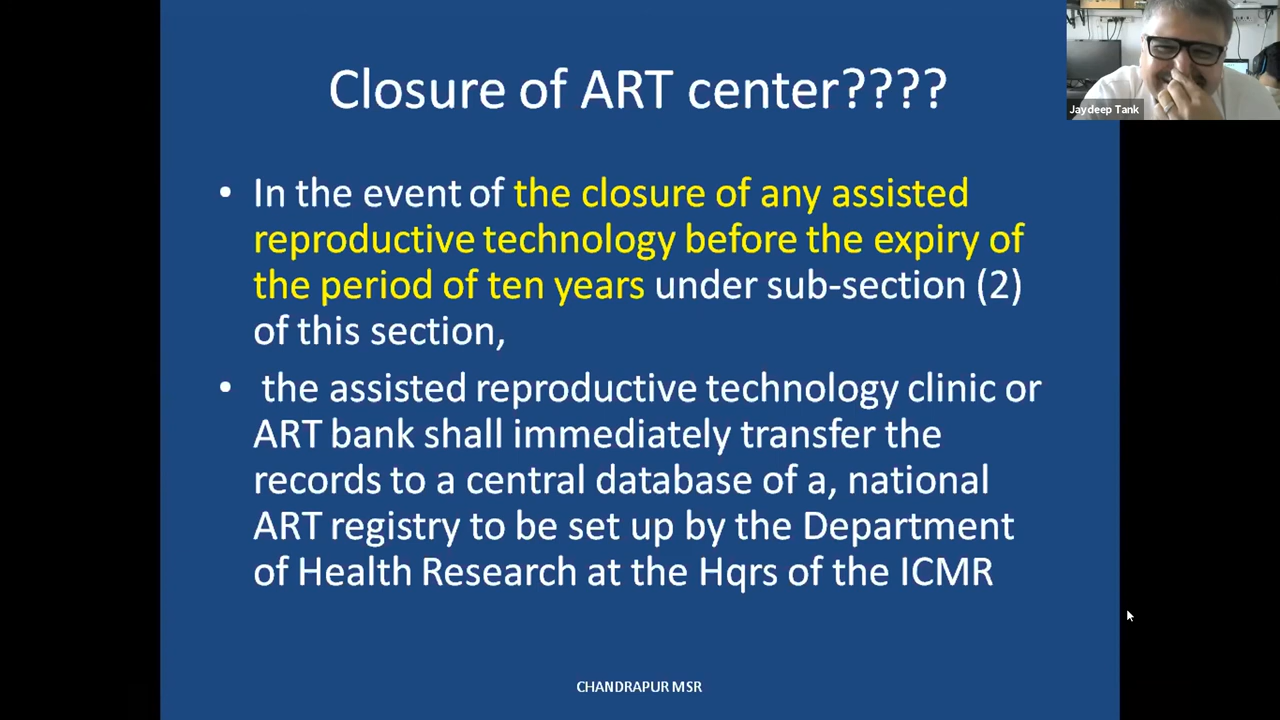 Closure of ART center????
Jaydeep Tank
• In the event of the closure of any assisted
reproductive technology before the expiry of
the period of ten years under sub-section (2)
of this section,
• the assisted reproductive technology clinic or
ART bank shall immediately transfer the
records to a central database of a, national
ART registry to be set up by the Department
of Health Research at the Hqrs of the ICMR
CHANDRAPUR MSR